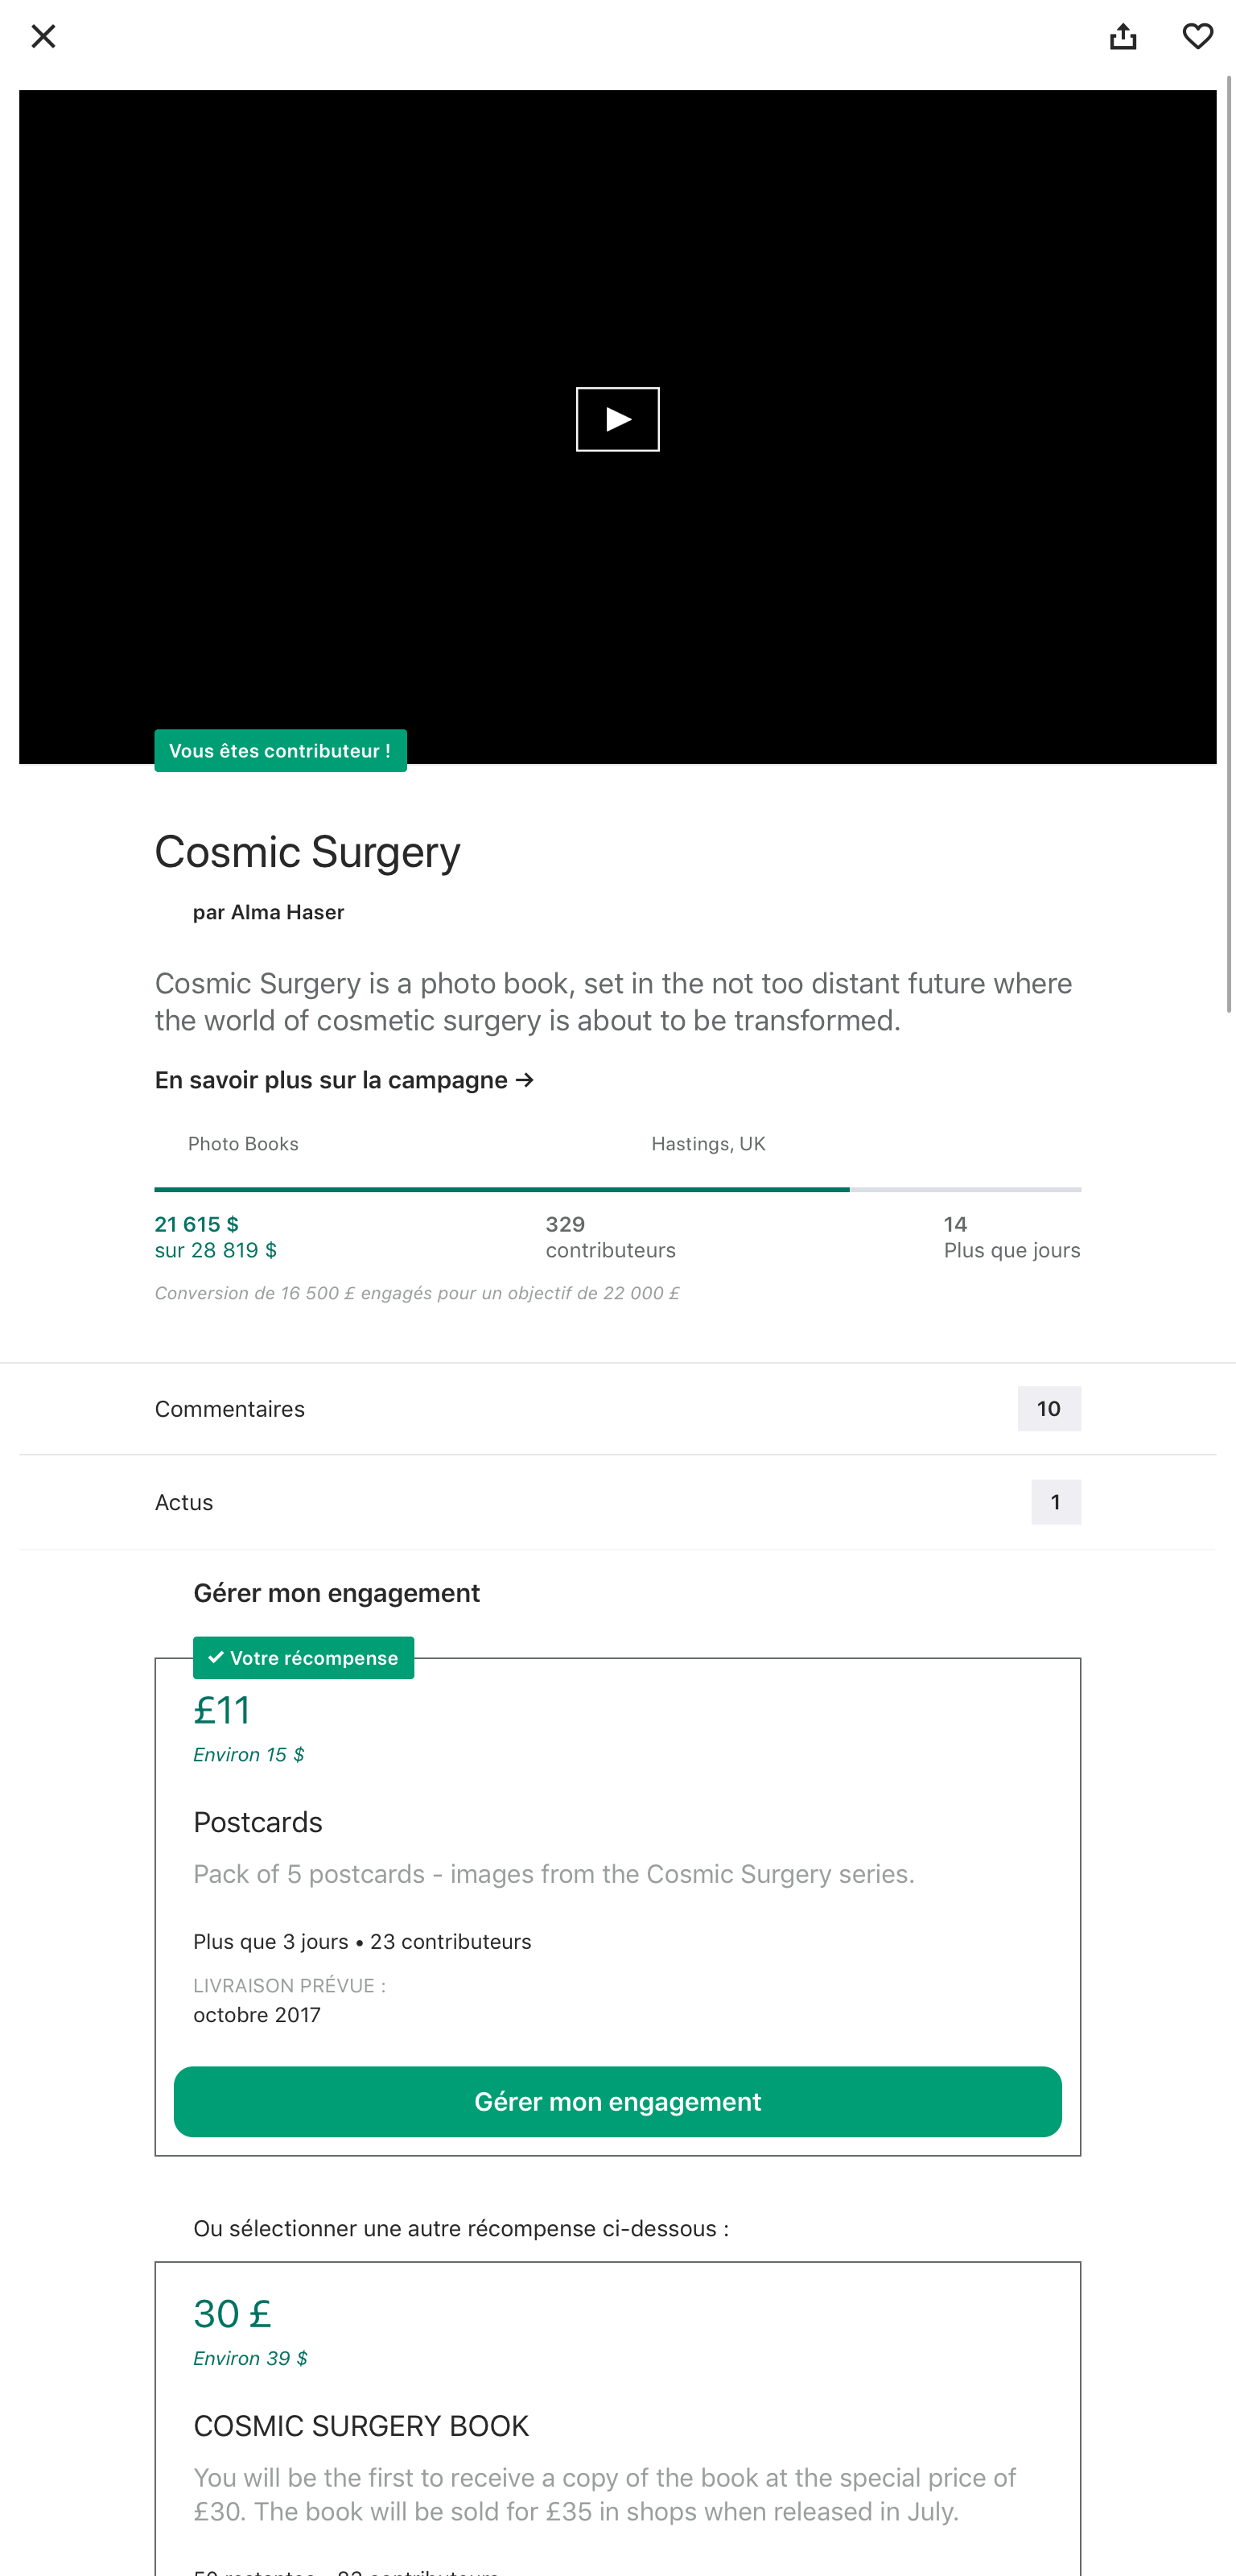 Vous êtes contributeur !
Cosmic Surgery
par Alma Haser
Cosmic Surgery is a photo book, set in the not too distant future where
the world of cosmetic surgery is about to be transformed.
En savoir plus sur la campagne →
Photo Books
Hastings, UK
21 615 $
sur 28 819 $
329
contributeurs
14
Plus que jours
Conversion de 16 500 £ engagés pour un objectif de 22 000 £
Commentaires
10
Actus
1
Gérer mon engagement
✓ Votre récompense
£11
Environ 15 $
Postcards
Pack of 5 postcards - images from the Cosmic Surgery series.
Plus que 3 jours • 23 contributeurs
LIVRAISON PRÉVUE :
octobre 2017
Gérer mon engagement
Ou sélectionner une autre récompense ci-dessous :
30 £
Environ 39 $
COSMIC SURGERY BOOK
You will be the first to receive a copy of the book at the special price of
£30. The book will be sold for £35 in shops when released in July.